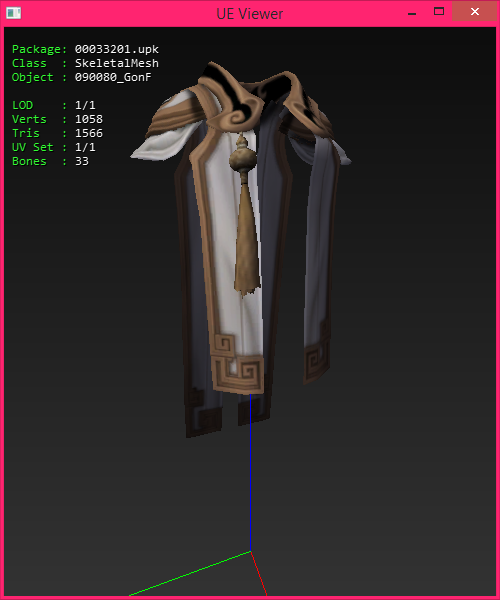 UE Viewer
Package: 00033201.upk
Class  : SkeletalMesh
Object : 090080_GonF
LOD    : 1/1
Verts  : 1058
Tris   : 1566
UV Set : 1/1
Bones  : 33